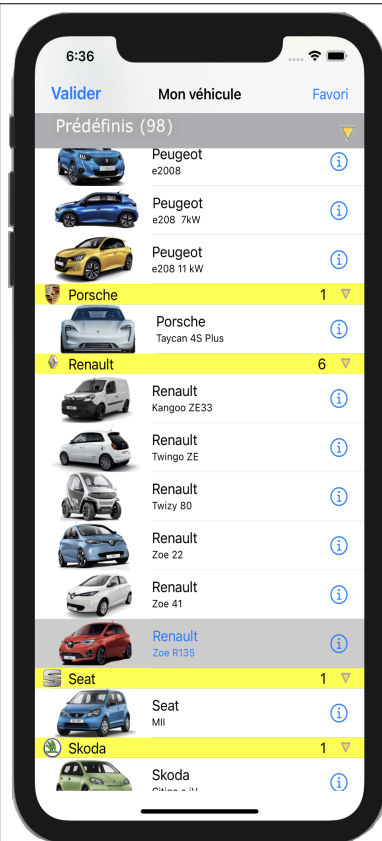 6:36
Valider Mon véhicule Favori
Prédéfinis (98)
Peugeot
e2008
Peugeot
e208 7kW
Peugeot
e208 11 kW
Porsche 1
Porsche
Taycan 4S Plus
Renault 6
Renault
Kangoo ZE33
Renault
Twingo ZE
Renault
Twizy 80
Renault
Zoe 22
Renault
Zoe 41
Renault
Zoe R135
Seat 1
Seat
MII
Skoda 1
Skoda
Citigo e iV